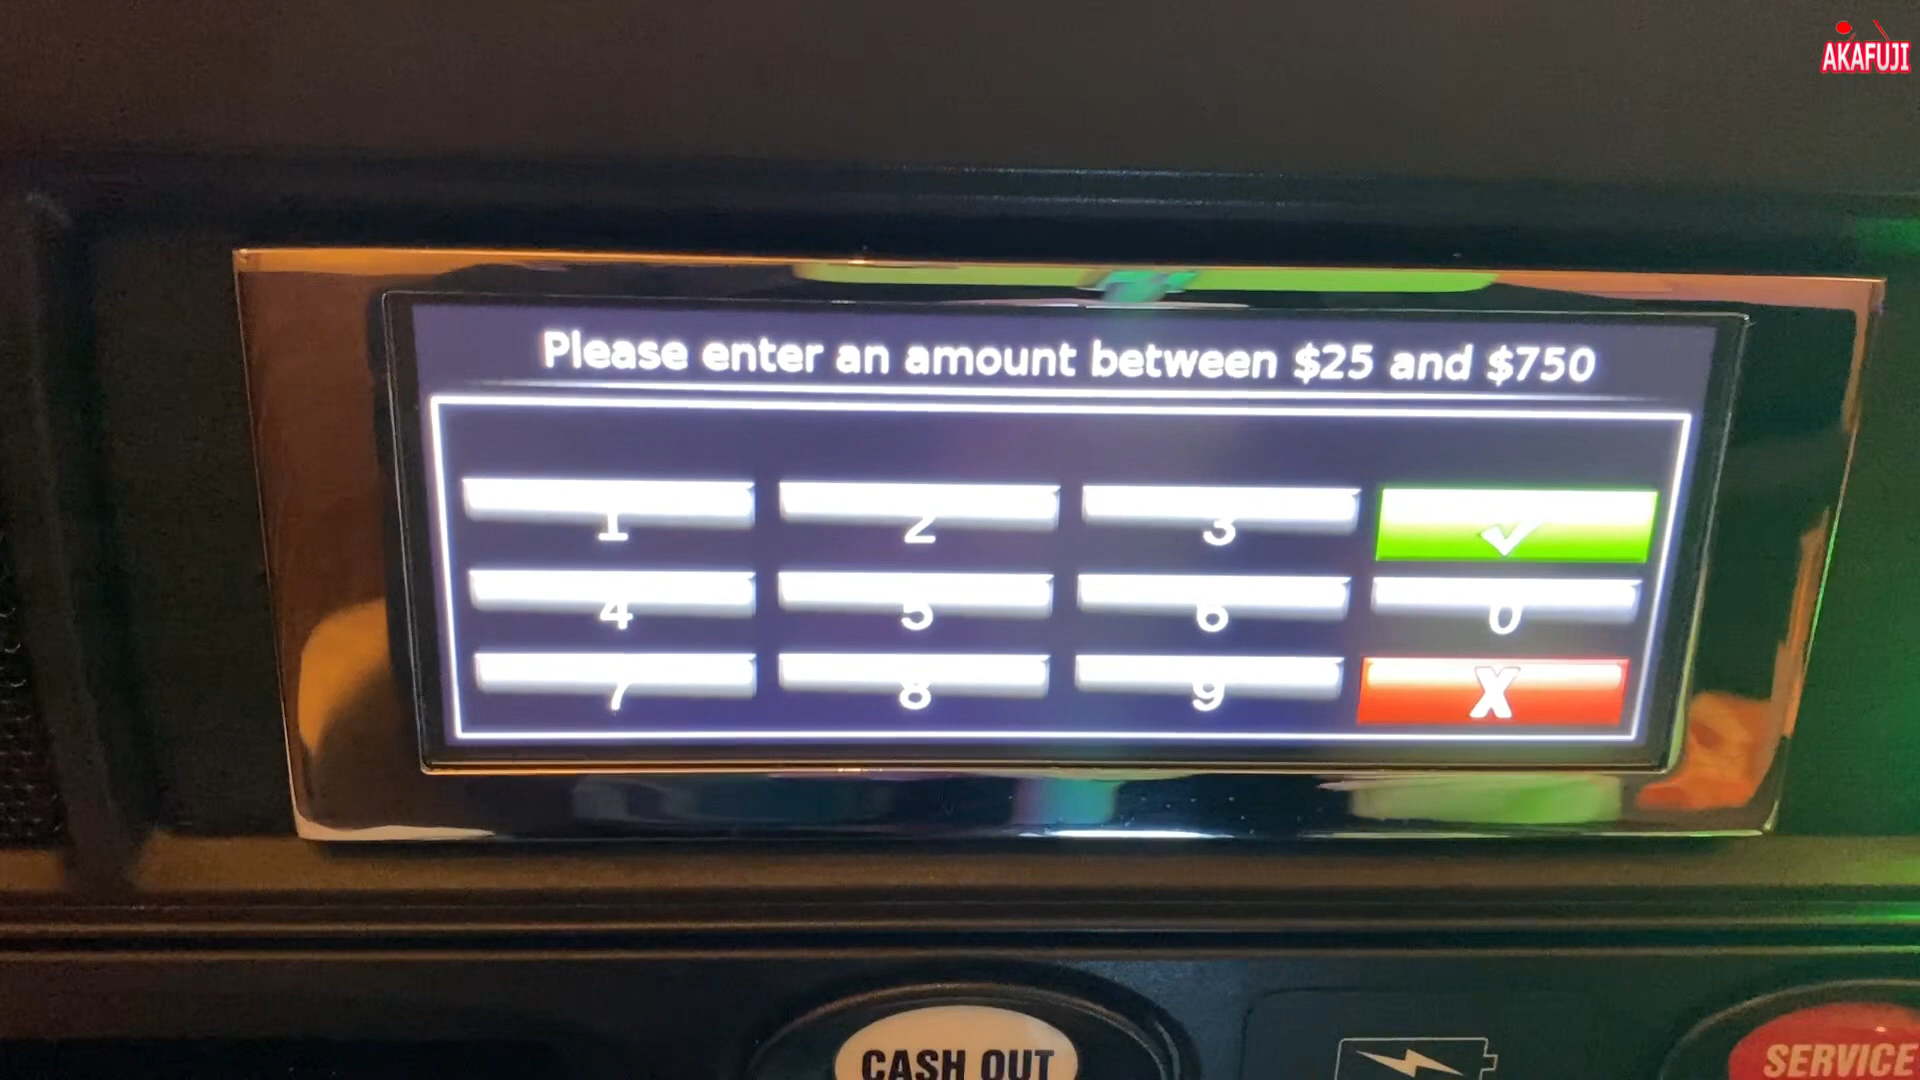 AKAFUJI
Please enter an amount between $25 and $750
1 2 3
4 5 6 0
7 8 9 X
CASH OUT
SERVICE